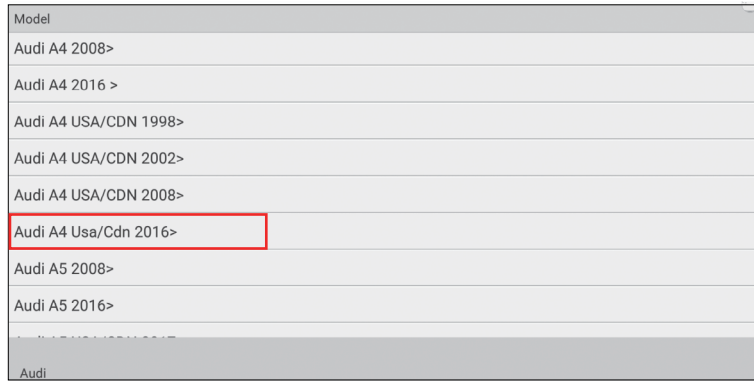 Model
Audi A4 2008>
Audi A4 2016 >
Audi A4 USA/CDN 1998>
Audi A4 USA/CDN 2002>
Audi A4 USA/CDN 2008>
Audi A4 Usa/Cdn 2016>
Audi A5 2008>
Audi A5 2016>
Audi